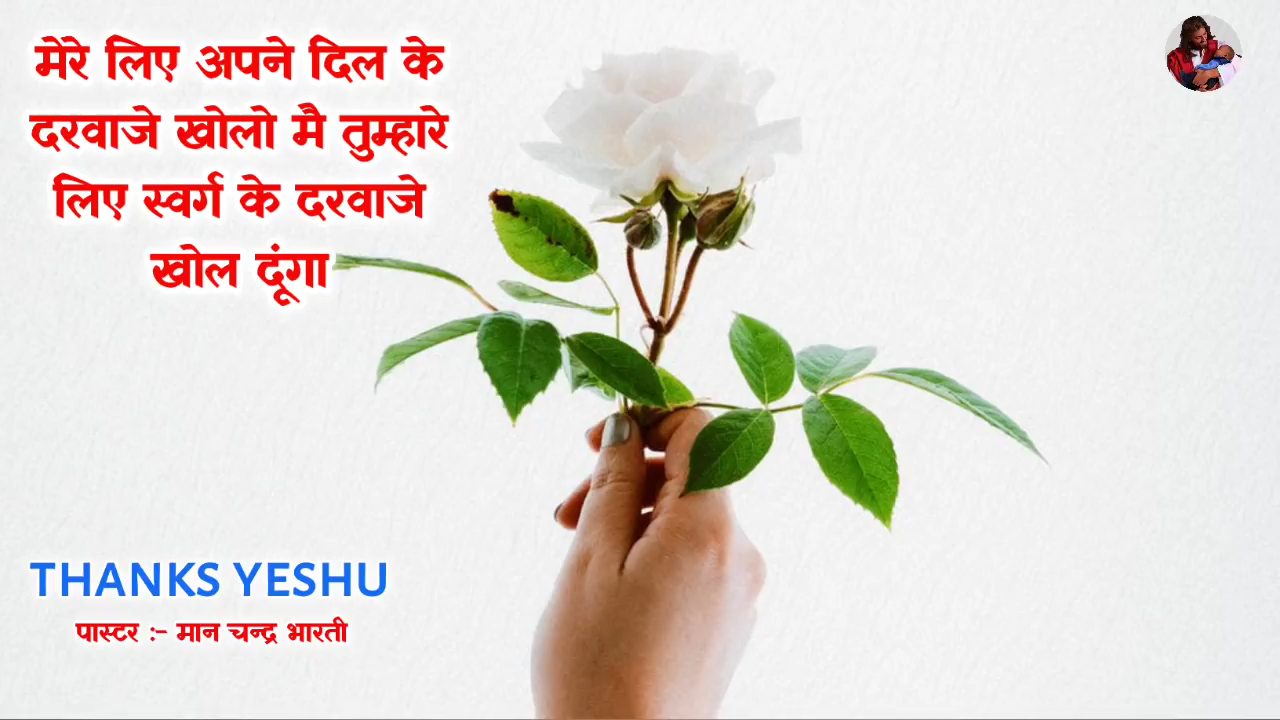 मेरे लिए अपने दिल के
दरवाजे खोलो मै तुम्हारे
लिए स्वर्ग के दरवाजे
खोल दूंगा
THANKS YESHU
पास्टर :- मान चन्द्र भारती